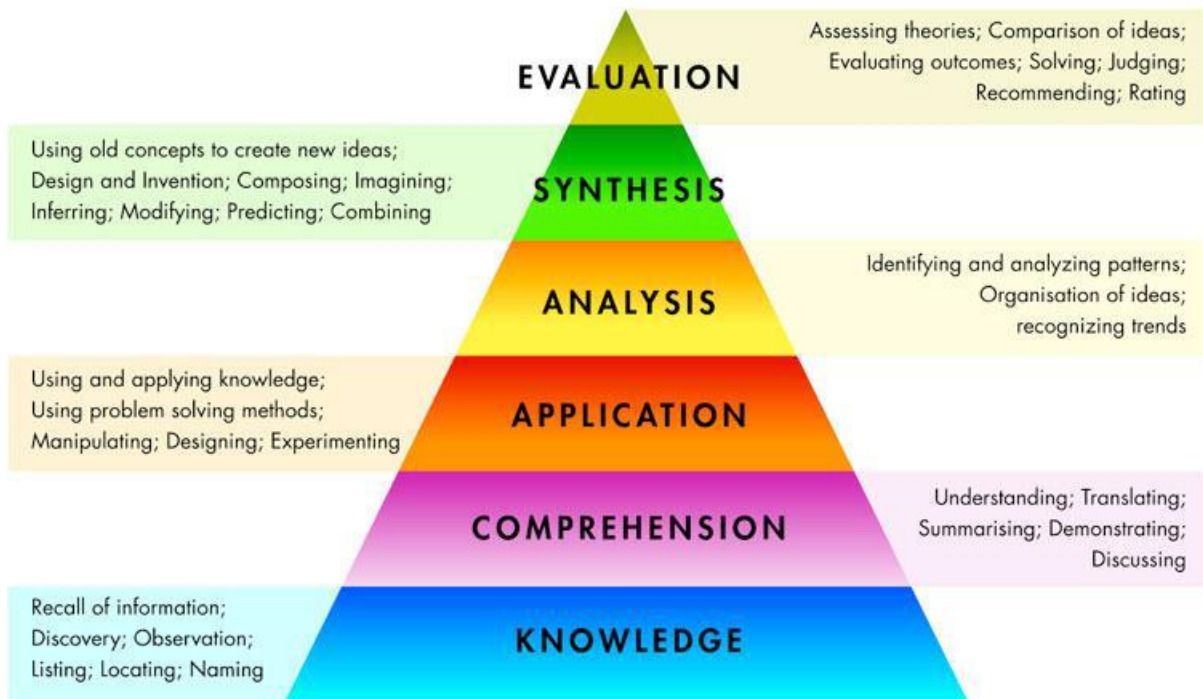 EVALUATION
Assessing theories; Comparison of ideas;
Evaluating outcomes; Solving; Judging;
Recommending; Rating
Using old concepts to create new ideas;
Design and Invention; Composing; Imagining;
Inferring; Modifying; Predicting; Combining
SYNTHESIS
ANALYSIS
Identifying and analyzing patterns;
Organisation of ideas;
recognizing trends
Using and applying knowledge;
Using problem solving methods;
Manipulating; Designing; Experimenting
APPLICATION
COMPREHENSION
Understanding; Translating;
Summarising; Demonstrating;
Discussing
Recall of information;
Discovery; Observation;
Listing; Locating; Naming
KNOWLEDGE